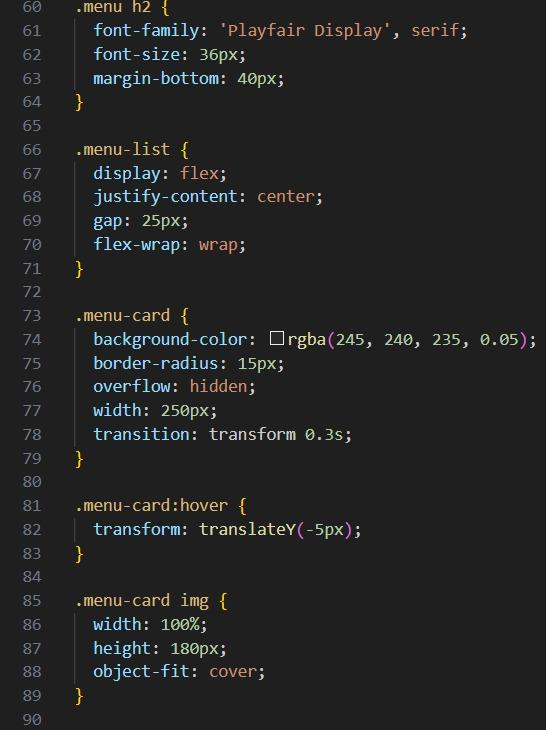 60 .menu h2 {
61   font-family: 'Playfair Display', serif;
62   font-size: 36px;
63   margin-bottom: 40px;
64 }
65
66 .menu-list {
67   display: flex;
68   justify-content: center;
69   gap: 25px;
70   flex-wrap: wrap;
71 }
72
73 .menu-card {
74   background-color: rgba(245, 240, 235, 0.05);
75   border-radius: 15px;
76   overflow: hidden;
77   width: 250px;
78   transition: transform 0.3s;
79 }
80
81 .menu-card:hover {
82   transform: translateY(-5px);
83 }
84
85 .menu-card img {
86   width: 100%;
87   height: 180px;
88   object-fit: cover;
89 }
90